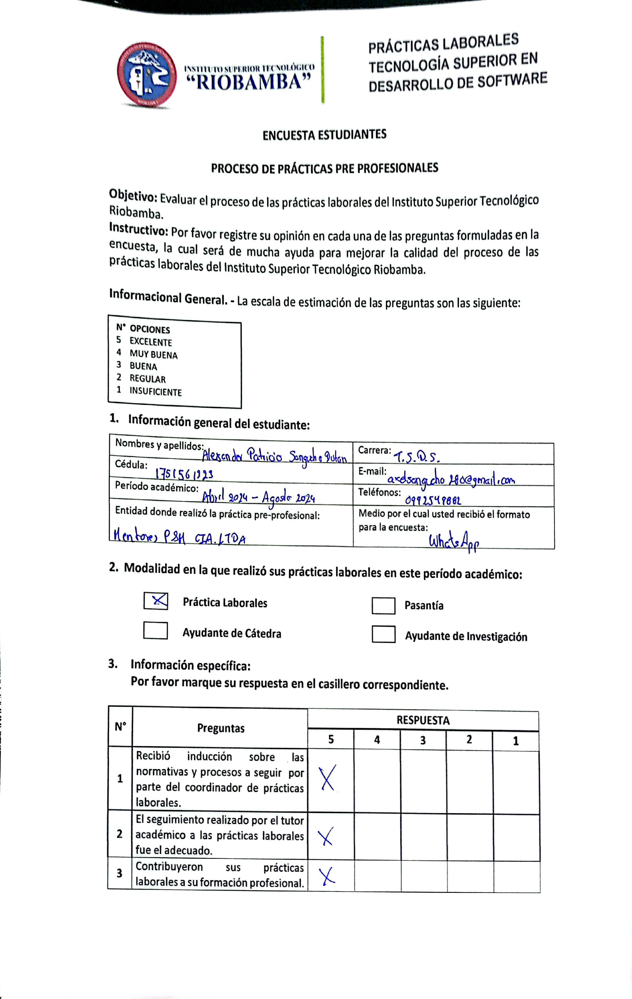 INSTITUTO SUPERIOR TECNOLÓGICO
“RIOBAMBA”
PRÁCTICAS LABORALES
TECNOLOGÍA SUPERIOR EN
DESARROLLO DE SOFTWARE
ENCUESTA ESTUDIANTES
PROCESO DE PRÁCTICAS PRE PROFESIONALES
Objetivo: Evaluar el proceso de las prácticas laborales del Instituto Superior Tecnológico
Riobamba.
Instructivo: Por favor registre su opinión en cada una de las preguntas formuladas en la
encuesta, la cual será de mucha ayuda para mejorar la calidad del proceso de las
prácticas laborales del Instituto Superior Tecnológico Riobamba.
Informacional General. - La escala de estimación de las preguntas son las siguiente:
N° OPCIONES
5 EXCELENTE
4 MUY BUENA
3 BUENA
2 REGULAR
1 INSUFICIENTE
1. Información general del estudiante:
Nombres y apellidos: Alexander Patricio Sangucho Dutan
Carrera: T.S.D.S.
Cédula:
E-mail:
Período académico: Abril 2024 - Agosto 2024
Teléfonos:
Entidad donde realizó la práctica pre-profesional:
Mentores PSM CIA.LTDA
Medio por el cual usted recibió el formato
para la encuesta: WhatsApp
2. Modalidad en la que realizó sus prácticas laborales en este período académico:
X Práctica Laborales
Pasantía
Ayudante de Cátedra
Ayudante de Investigación
3. Información específica:
Por favor marque su respuesta en el casillero correspondiente.
N° Preguntas RESPUESTA
5 4 3 2 1
1 Recibió inducción sobre las
normativas y procesos a seguir por
parte del coordinador de prácticas
laborales. X
2 El seguimiento realizado por el tutor
académico a las prácticas laborales
fue el adecuado. X
3 Contribuyeron sus prácticas
laborales a su formación profesional. X